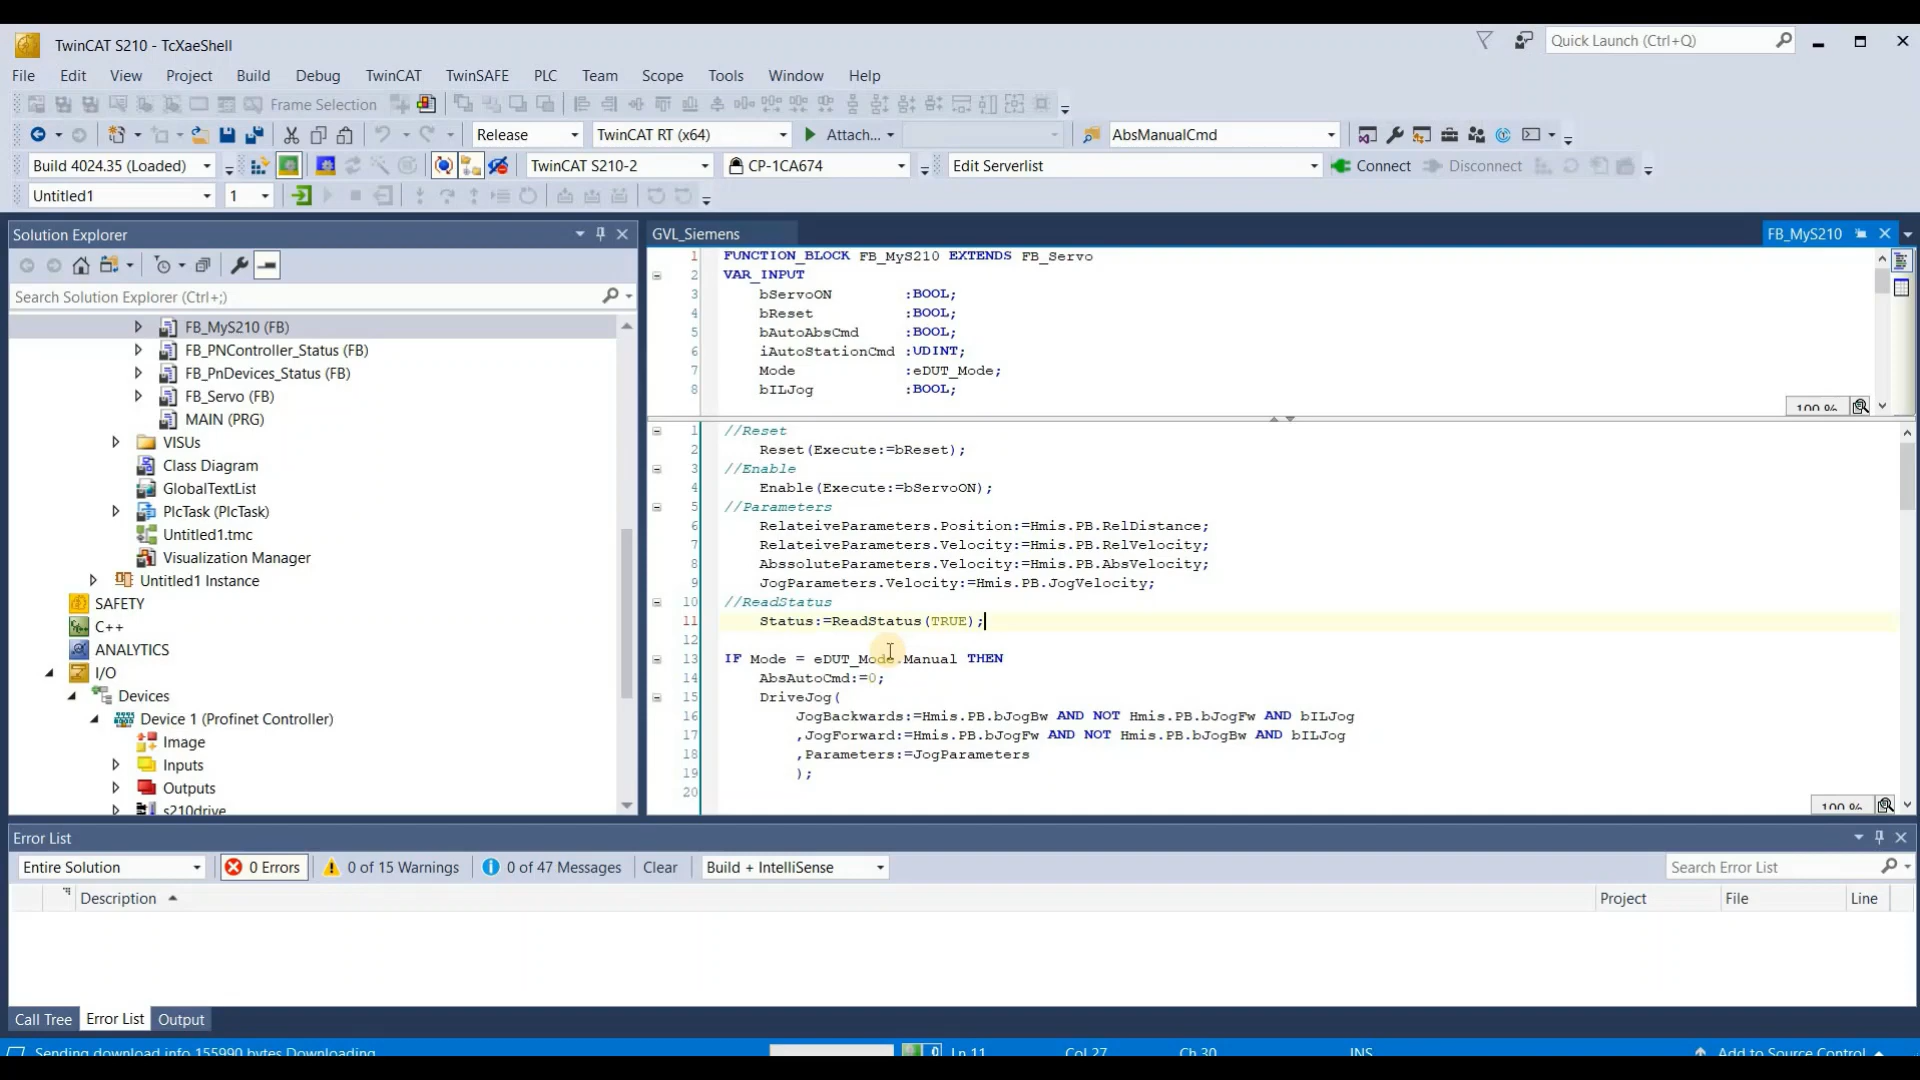 TwinCAT S210 - TcXaeShell
Quick Launch (Ctrl+Q)
File Edit View Project Build Debug TwinCAT TwinSAFE PLC Team Scope Tools Window Help
Frame Selection
Release TwinCAT RT (x64) Attach... AbsManualCmd
Build 4024.35 (Loaded) TwinCAT S210-2 CP-1CA674 Edit Serverlist Connect Disconnect
Untitled1 1
Solution Explorer
Search Solution Explorer (Ctrl+;)
FB_MyS210 (FB)
FB_PNController_Status (FB)
FB_PnDevices_Status (FB)
FB_Servo (FB)
MAIN (PRG)
VISUs
Class Diagram
GlobalTextList
PlcTask (PlcTask)
Untitled1.tmc
Visualization Manager
Untitled1 Instance
SAFETY
C++
ANALYTICS
I/O
Devices
Device 1 (Profinet Controller)
Image
Inputs
Outputs
s210drive
GVL_Siemens FB_MyS210
1 FUNCTION_BLOCK FB_MyS210 EXTENDS FB_Servo
2 VAR_INPUT
3 bServoON :BOOL;
4 bReset :BOOL;
5 bAutoAbsCmd :BOOL;
6 iAutoStationCmd :UDINT;
7 Mode :eDUT_Mode;
8 bILJog :BOOL;
100 %
1 //Reset
2 Reset(Execute:=bReset);
3 //Enable
4 Enable(Execute:=bServoON);
5 //Parameters
6 RelateiveParameters.Position:=Hmis.PB.RelDistance;
7 RelateiveParameters.Velocity:=Hmis.PB.RelVelocity;
8 AbssoluteParameters.Velocity:=Hmis.PB.AbsVelocity;
9 JogParameters.Velocity:=Hmis.PB.JogVelocity;
10 //ReadStatus
11 Status:=ReadStatus(TRUE);
12
13 IF Mode = eDUT_Mode.Manual THEN
14 AbsAutoCmd:=0;
15 DriveJog(
16 JogBackwards:=Hmis.PB.bJogBw AND NOT Hmis.PB.bJogFw AND bILJog
17 ,JogForward:=Hmis.PB.bJogFw AND NOT Hmis.PB.bJogBw AND bILJog
18 ,Parameters:=JogParameters
19 );
20
100 %
Error List
Entire Solution 0 Errors 0 of 15 Warnings 0 of 47 Messages Clear Build + IntelliSense Search Error List
Description Project File Line
Call Tree Error List Output
Sending download info 155990 bytes Downloading Ln 11 Col 27 Ch 30 INS Add to Source Control